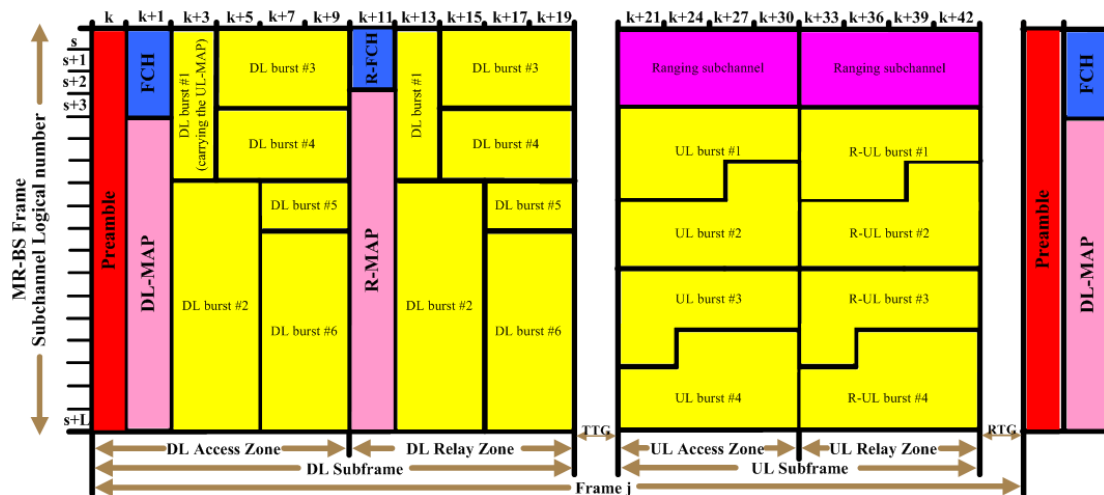 k k+1 k+3 k+5 k+7 k+9 k+11 k+13 k+15 k+17 k+19 k+21 k+24 k+27 k+30 k+33 k+36 k+39 k+42
s
s+1
s+2
s+3
s+L
MR-BS Frame
Subchannel Logical number
Preamble
FCH
DL-MAP
DL burst #1
(carrying the UL-MAP)
DL burst #3
DL burst #4
DL burst #5
DL burst #2
DL burst #6
R-FCH
R-MAP
DL burst #1
DL burst #3
DL burst #4
DL burst #5
DL burst #2
DL burst #6
Ranging subchannel
Ranging subchannel
UL burst #1
R-UL burst #1
UL burst #2
R-UL burst #2
UL burst #3
R-UL burst #3
UL burst #4
R-UL burst #4
Preamble
FCH
DL-MAP
TTG
RTG
DL Access Zone
DL Relay Zone
UL Access Zone
UL Relay Zone
DL Subframe
UL Subframe
Frame j